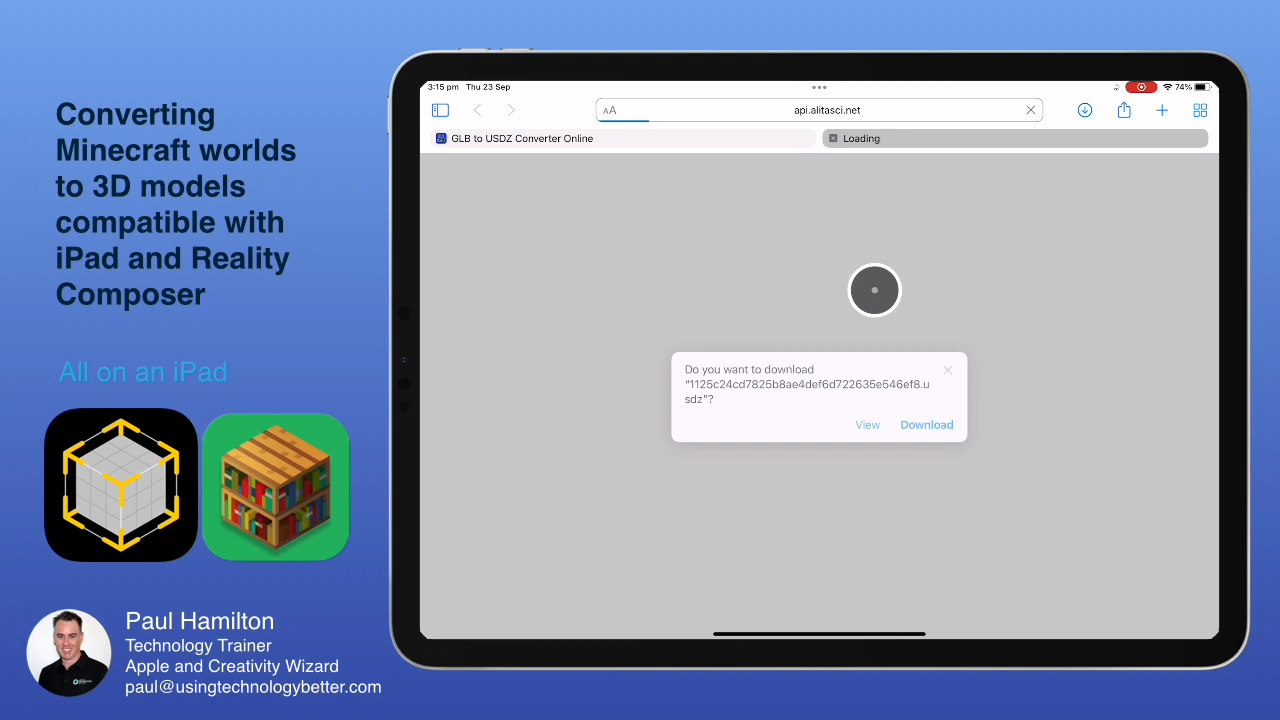 Converting
Minecraft worlds
to 3D models
compatible with
iPad and Reality
Composer
All on an iPad
Paul Hamilton
Technology Trainer
Apple and Creativity Wizard
paul@usingtechnologybetter.com
3:15 pm Thu 23 Sep
74%
AA
api.alitasci.net
GLB to USDZ Converter Online
Loading
Do you want to download
"1125c24cd7825b8ae4def6d722635e546ef8.u
sdz"?
View Download